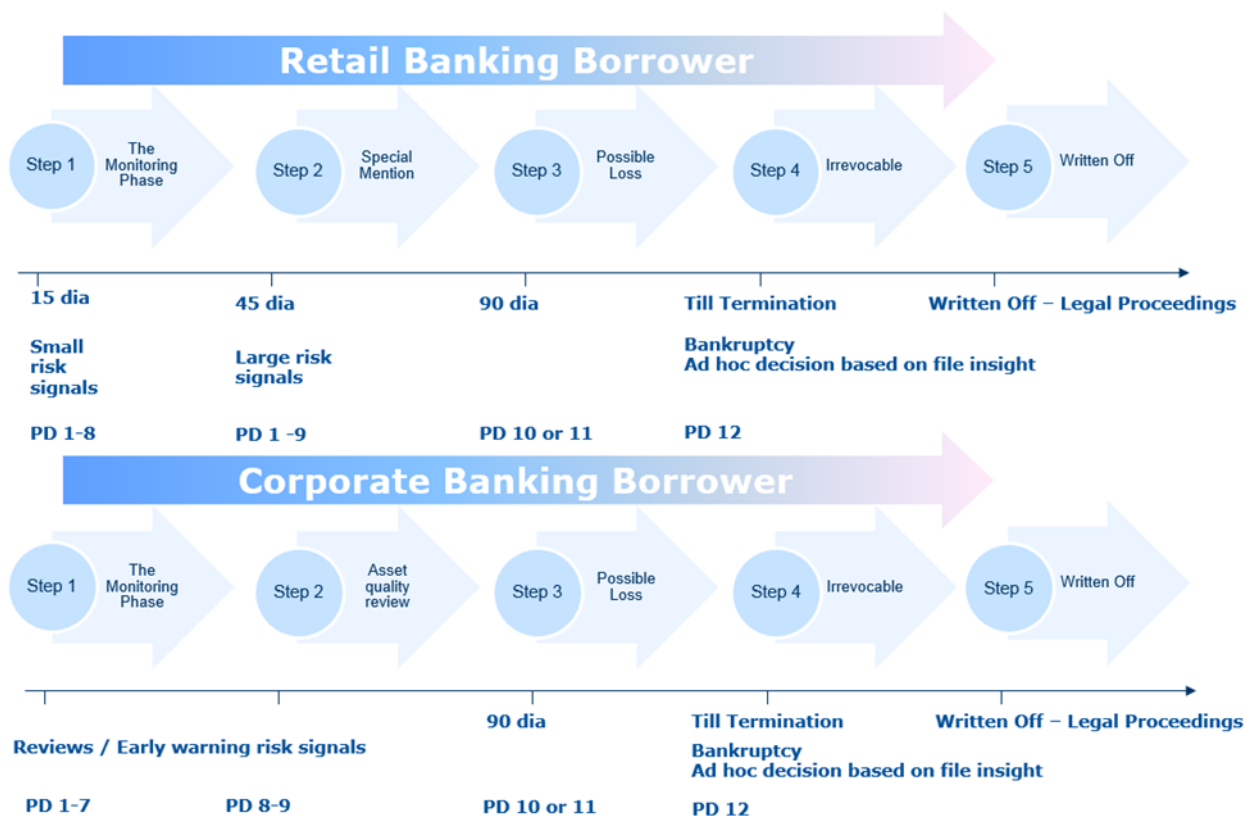 Retail Banking Borrower
Step 1
The
Monitoring
Phase
Step 2
Special
Mention
Step 3
Possible
Loss
Step 4
Irrevocable
Step 5
Written Off
15 dia
45 dia
90 dia
Till Termination
Written Off – Legal Proceedings
Small
risk
signals
Large risk
signals
Bankruptcy
Ad hoc decision based on file insight
PD 1-8
PD 1 -9
PD 10 or 11
PD 12
Corporate Banking Borrower
Step 1
The
Monitoring
Phase
Step 2
Asset
quality
review
Step 3
Possible
Loss
Step 4
Irrevocable
Step 5
Written Off
90 dia
Till Termination
Written Off – Legal Proceedings
Reviews / Early warning risk signals
Bankruptcy
Ad hoc decision based on file insight
PD 1-7
PD 8-9
PD 10 or 11
PD 12